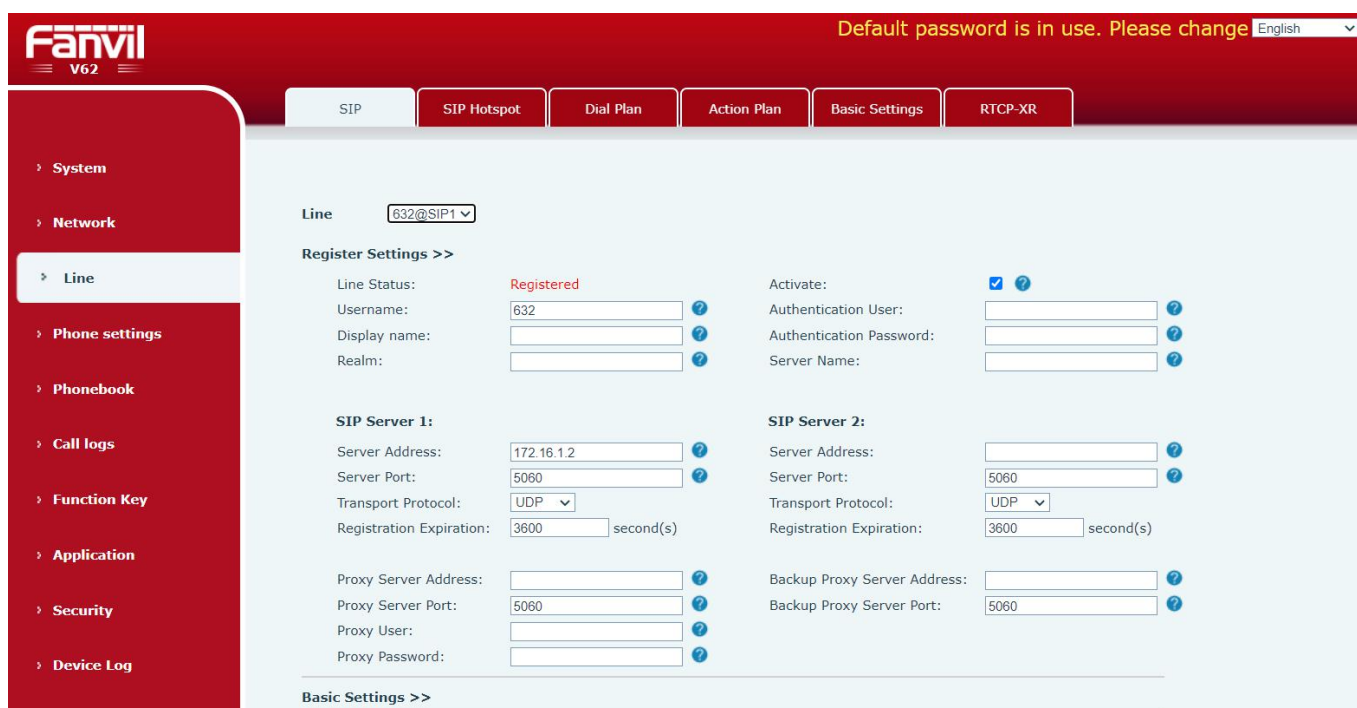 Fanvil
V62
Default password is in use. Please change English
SIP SIP Hotspot Dial Plan Action Plan Basic Settings RTCP-XR
System
Network
Line
Phone settings
Phonebook
Call logs
Function Key
Application
Security
Device Log
Line 632@SIP1
Register Settings >>
Line Status: Registered Activate:
Username: 632 Authentication User:
Display name: Authentication Password:
Realm: Server Name:
SIP Server 1: SIP Server 2:
Server Address: 172.16.1.2 Server Address:
Server Port: 5060 Server Port: 5060
Transport Protocol: UDP Transport Protocol: UDP
Registration Expiration: 3600 second(s) Registration Expiration: 3600 second(s)
Proxy Server Address: Backup Proxy Server Address:
Proxy Server Port: 5060 Backup Proxy Server Port: 5060
Proxy User:
Proxy Password:
Basic Settings >>